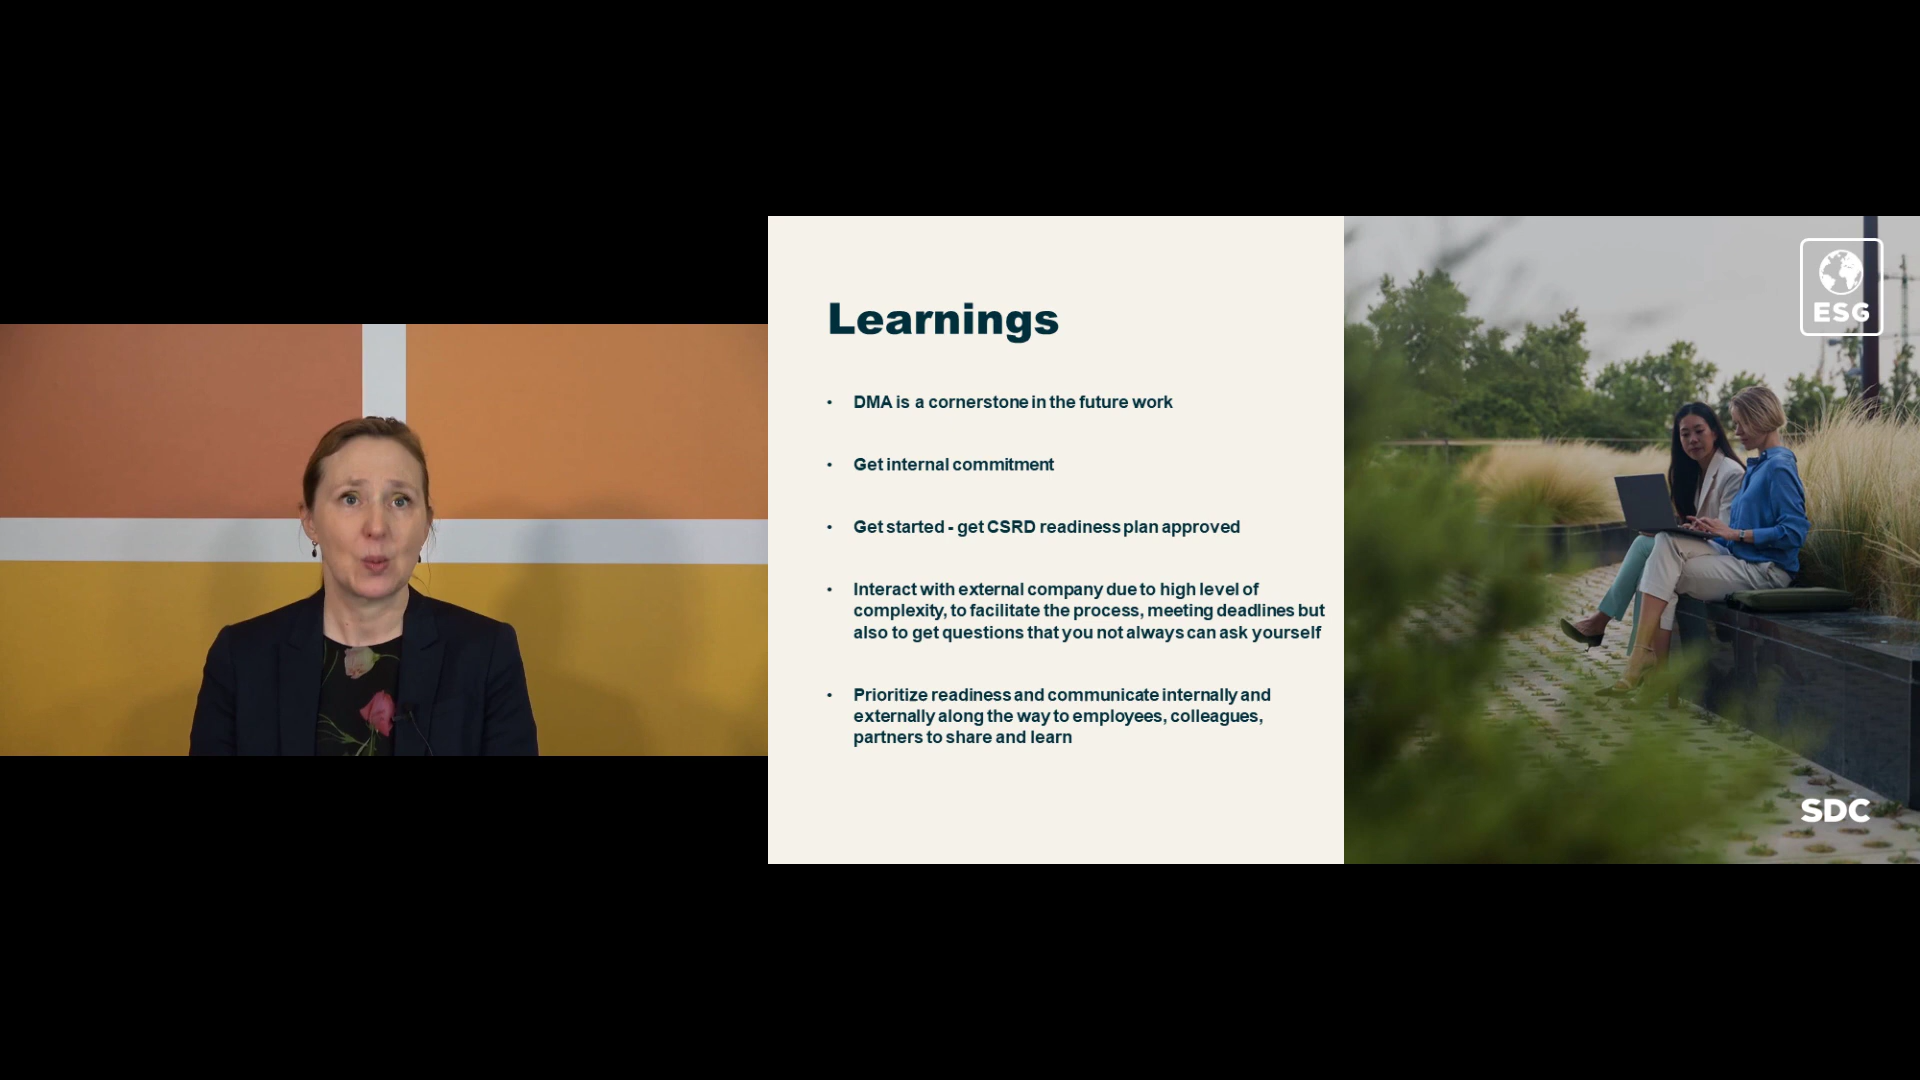 Learnings
• DMA is a cornerstone in the future work
• Get internal commitment
• Get started - get CSRD readiness plan approved
• Interact with external company due to high level of
complexity, to facilitate the process, meeting deadlines but
also to get questions that you not always can ask yourself
• Prioritize readiness and communicate internally and
externally along the way to employees, colleagues,
partners to share and learn
ESG
SDC